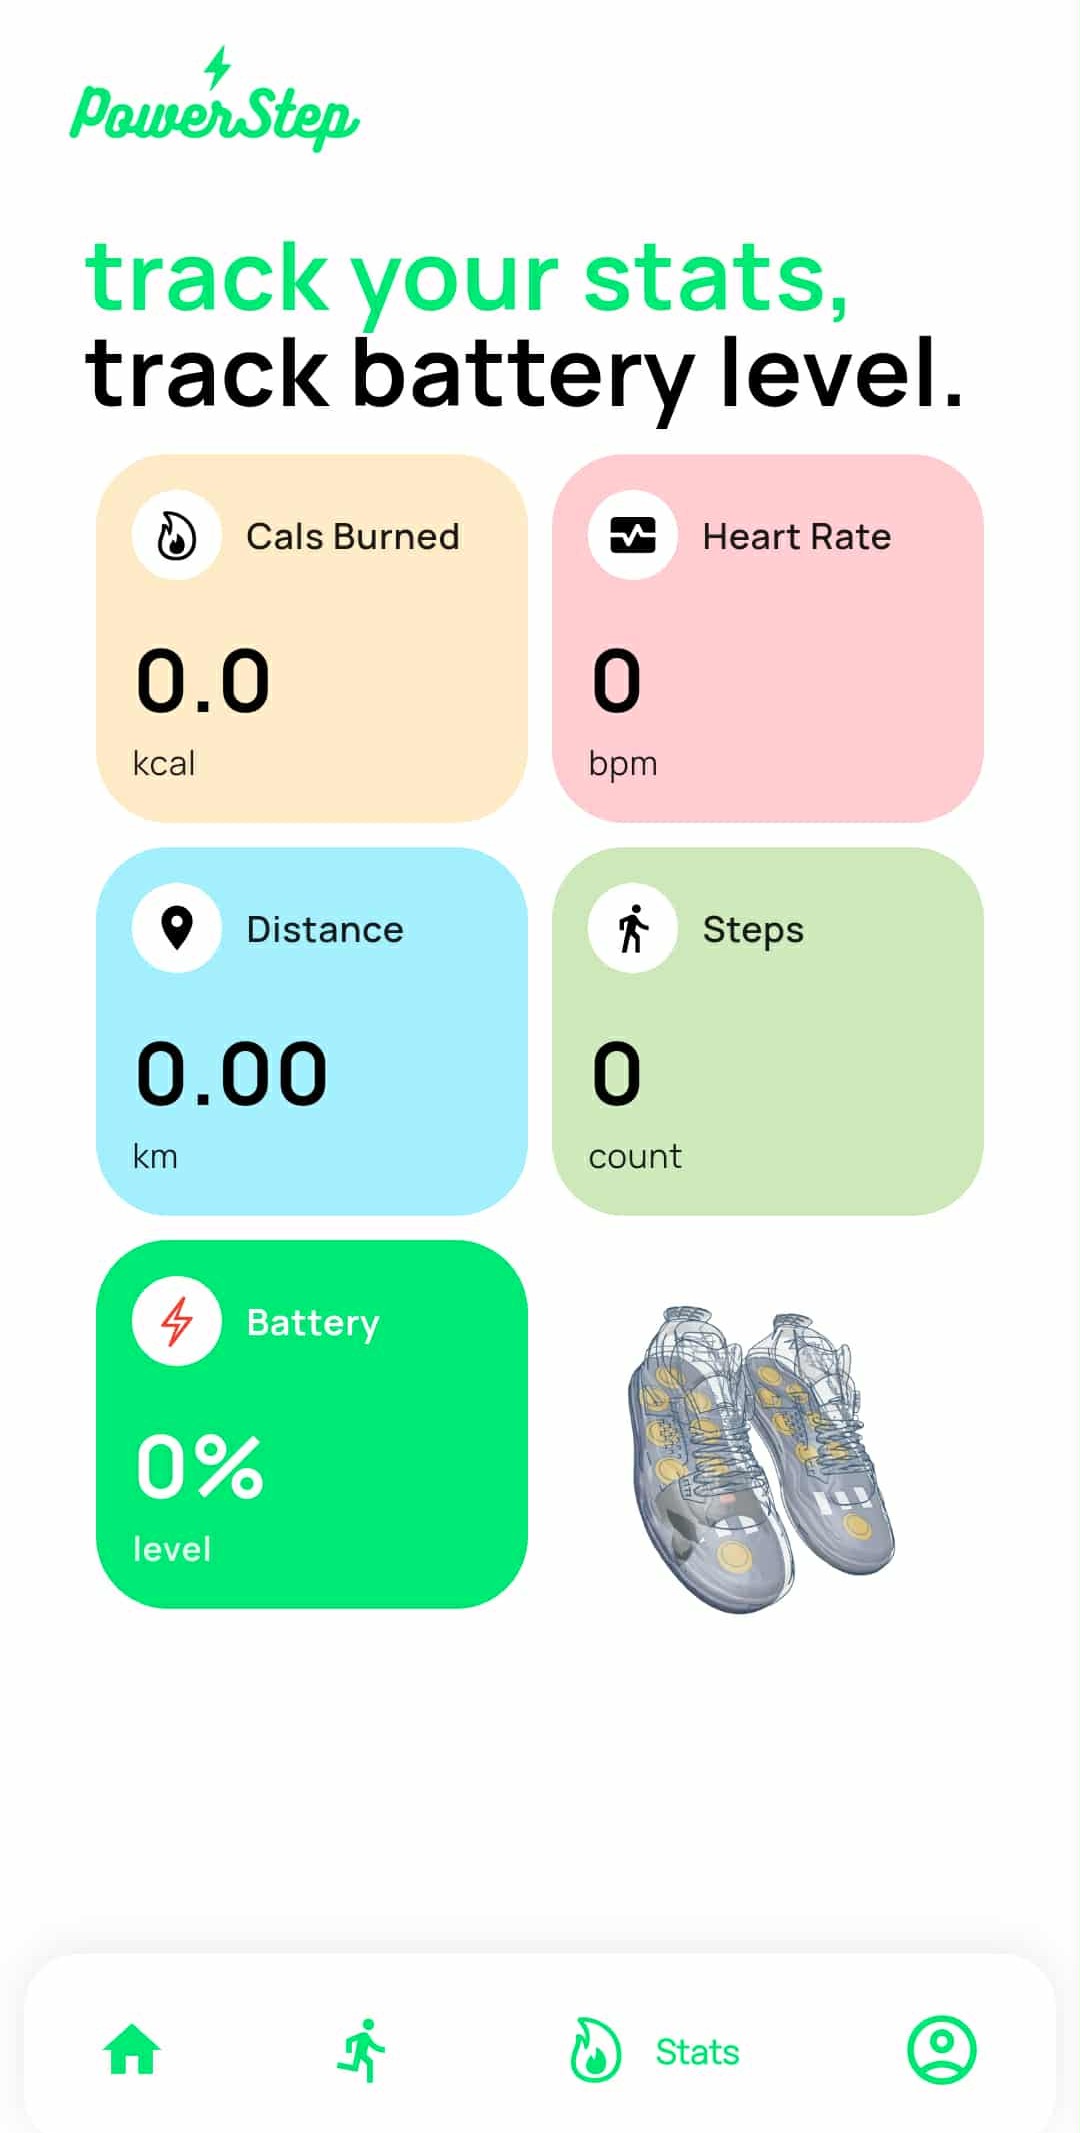 PowerStep
track your stats,
track battery level.
Cals Burned
0.0
kcal
Heart Rate
0
bpm
Distance
0.00
km
Steps
0
count
Battery
0%
level
Stats